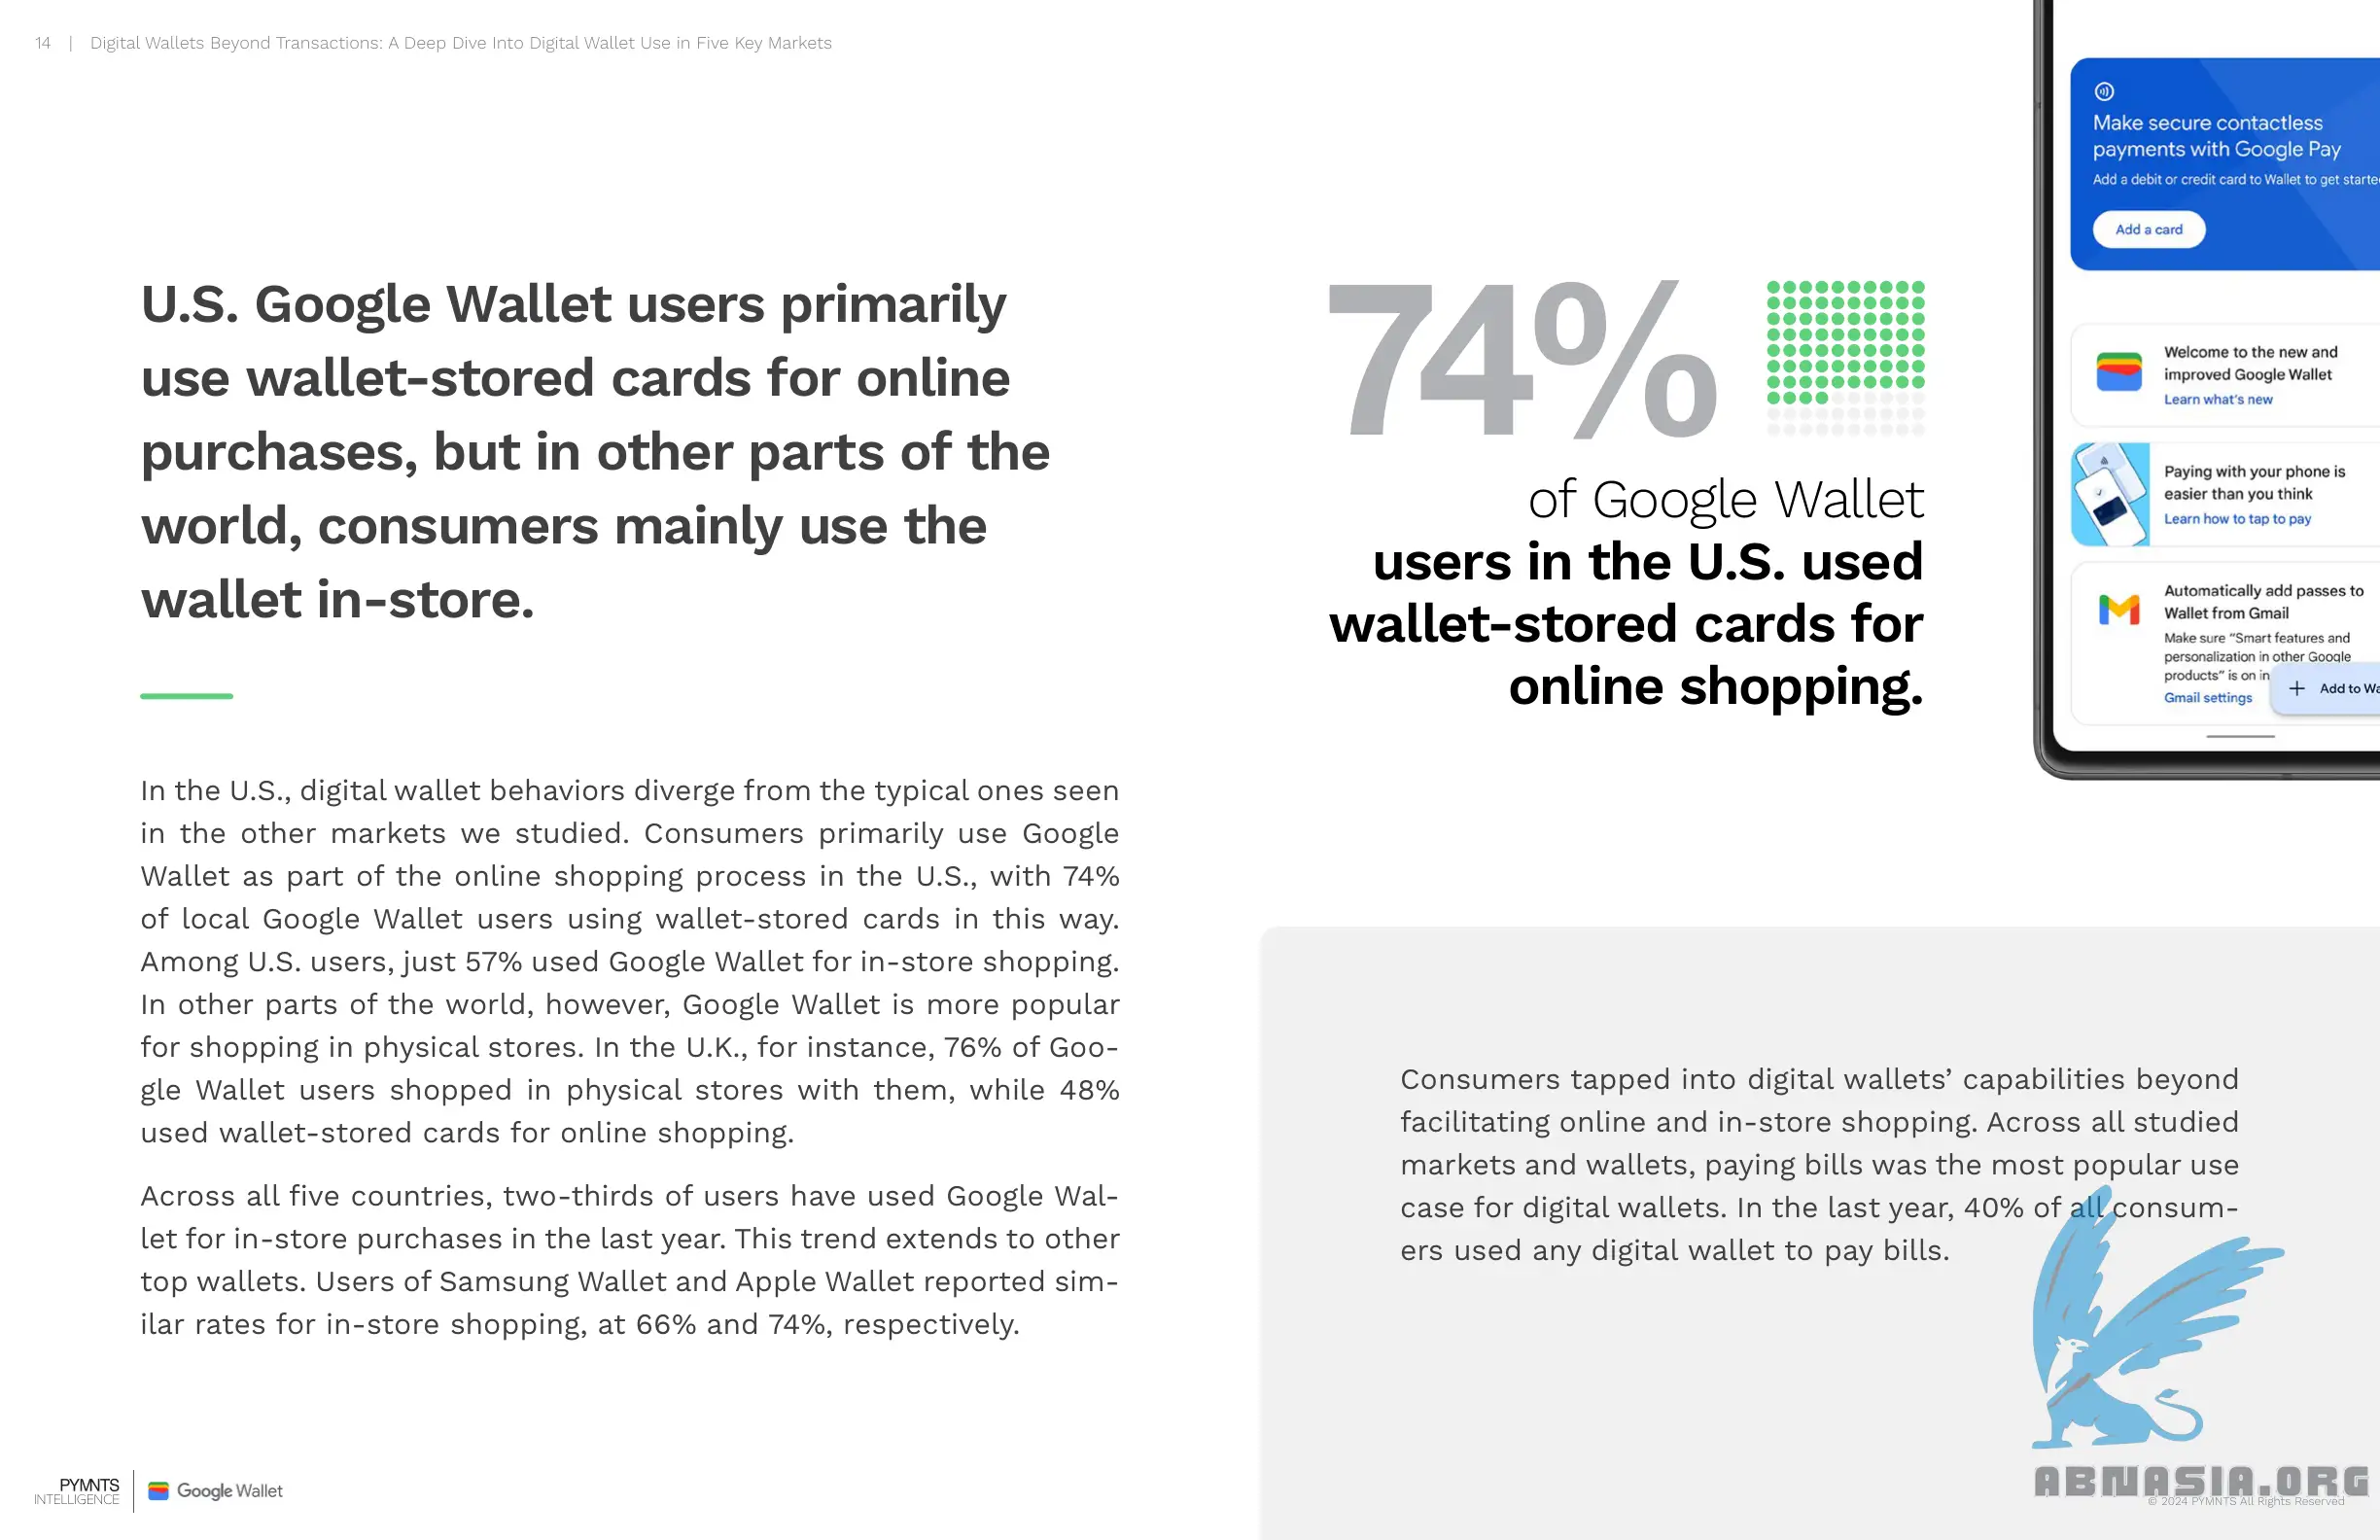 14 | Digital Wallets Beyond Transactions: A Deep Dive Into Digital Wallet Use in Five Key Markets
U.S. Google Wallet users primarily
use wallet-stored cards for online
purchases, but in other parts of the
world, consumers mainly use the
wallet in-store.
In the U.S., digital wallet behaviors diverge from the typical ones seen
in the other markets we studied. Consumers primarily use Google
Wallet as part of the online shopping process in the U.S., with 74%
of local Google Wallet users using wallet-stored cards in this way.
Among U.S. users, just 57% used Google Wallet for in-store shopping.
In other parts of the world, however, Google Wallet is more popular
for shopping in physical stores. In the U.K., for instance, 76% of Goo-
gle Wallet users shopped in physical stores with them, while 48%
used wallet-stored cards for online shopping.
Across all five countries, two-thirds of users have used Google Wal-
let for in-store purchases in the last year. This trend extends to other
top wallets. Users of Samsung Wallet and Apple Wallet reported sim-
ilar rates for in-store shopping, at 66% and 74%, respectively.
74%
of Google Wallet
users in the U.S. used
wallet-stored cards for
online shopping.
Make secure contactless
payments with Google Pay
Add a debit or credit card to Wallet to get starte
Add a card
Welcome to the new and
improved Google Wallet
Learn what's new
Paying with your phone is
easier than you think
Learn how to tap to pay
Automatically add passes to
Wallet from Gmail
Make sure "Smart features and
personalization in other Google
products" is on in
Gmail settings
+ Add to Wa
Consumers tapped into digital wallets' capabilities beyond
facilitating online and in-store shopping. Across all studied
markets and wallets, paying bills was the most popular use
case for digital wallets. In the last year, 40% of all consum-
ers used any digital wallet to pay bills.
PYMNTS
INTELLIGENCE
Google Wallet
ABNASIA.ORG
© 2024 PYMNTS All Rights Reserved